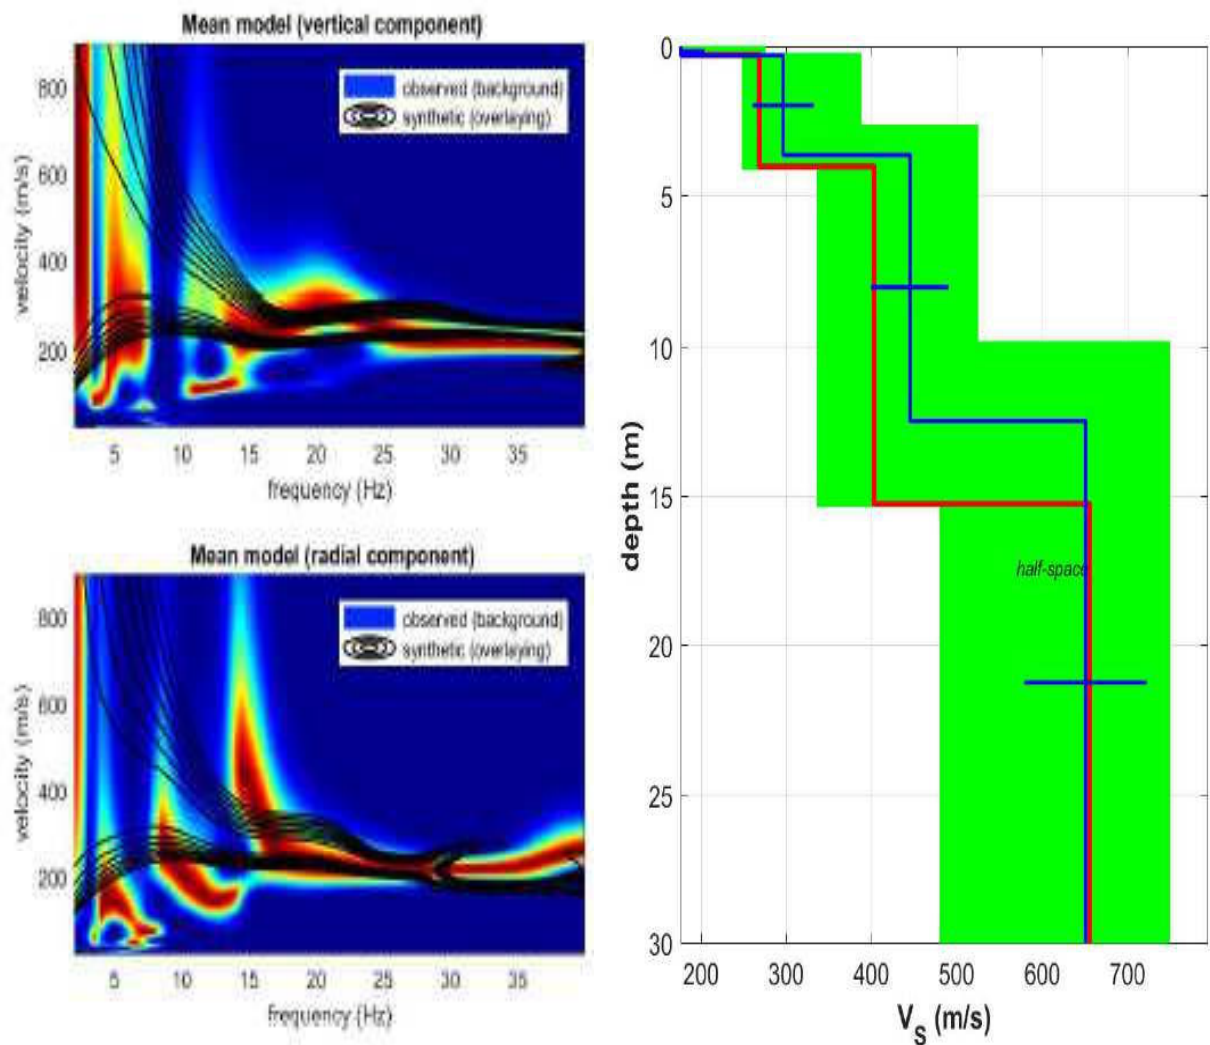 Mean model (vertical component)
800
600
400
200
velocity (m/s)
observed (background)
synthetic (overlaying)
5 10 15 20 25 30 35
frequency (Hz)
Mean model (radial component)
800
600
400
200
velocity (m/s)
observed (background)
synthetic (overlaying)
5 10 15 20 25 30 35
frequency (Hz)
0
5
10
15
20
25
30
depth (m)
half-space
200 300 400 500 600 700
VS (m/s)